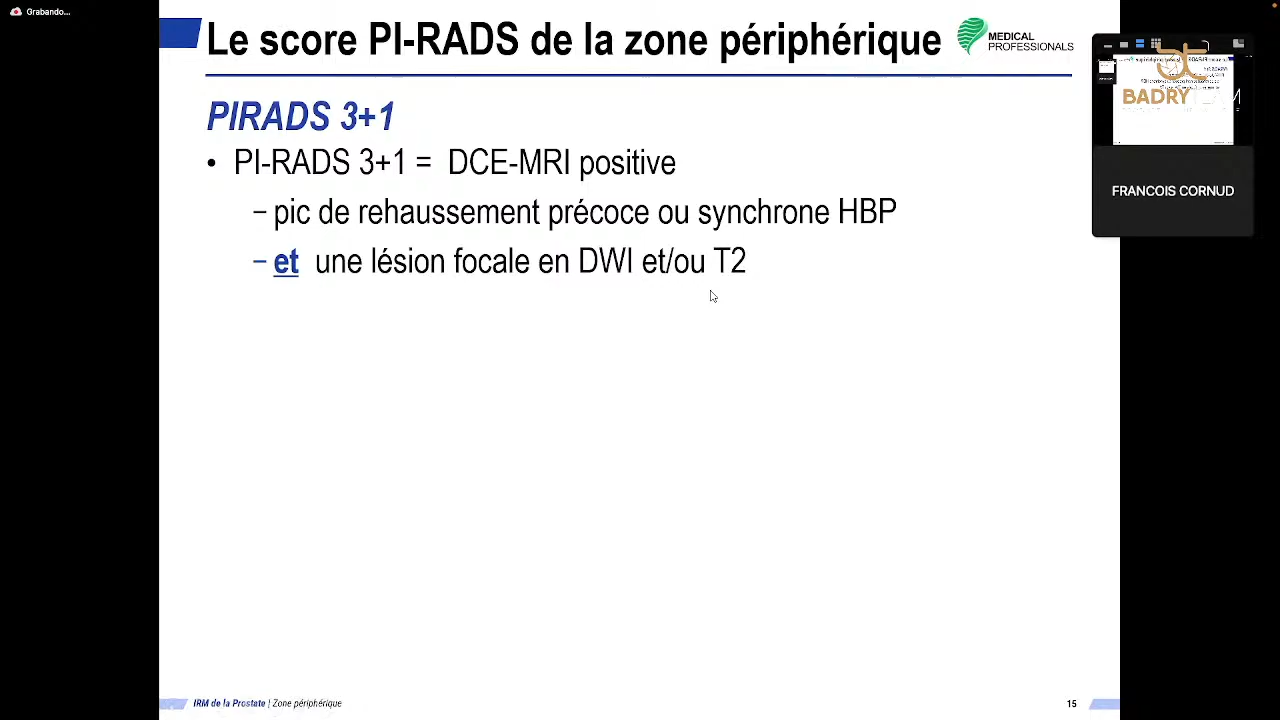 Grabando...
Le score PI-RADS de la zone périphérique
MEDICAL
PROFESSIONALS
PIRADS 3+1
• PI-RADS 3+1 = DCE-MRI positive
– pic de rehaussement précoce ou synchrone HBP
– et une lésion focale en DWI et/ou T2
BADRY TEAM
FRANCOIS CORNUD
IRM de la Prostate | Zone périphérique
15